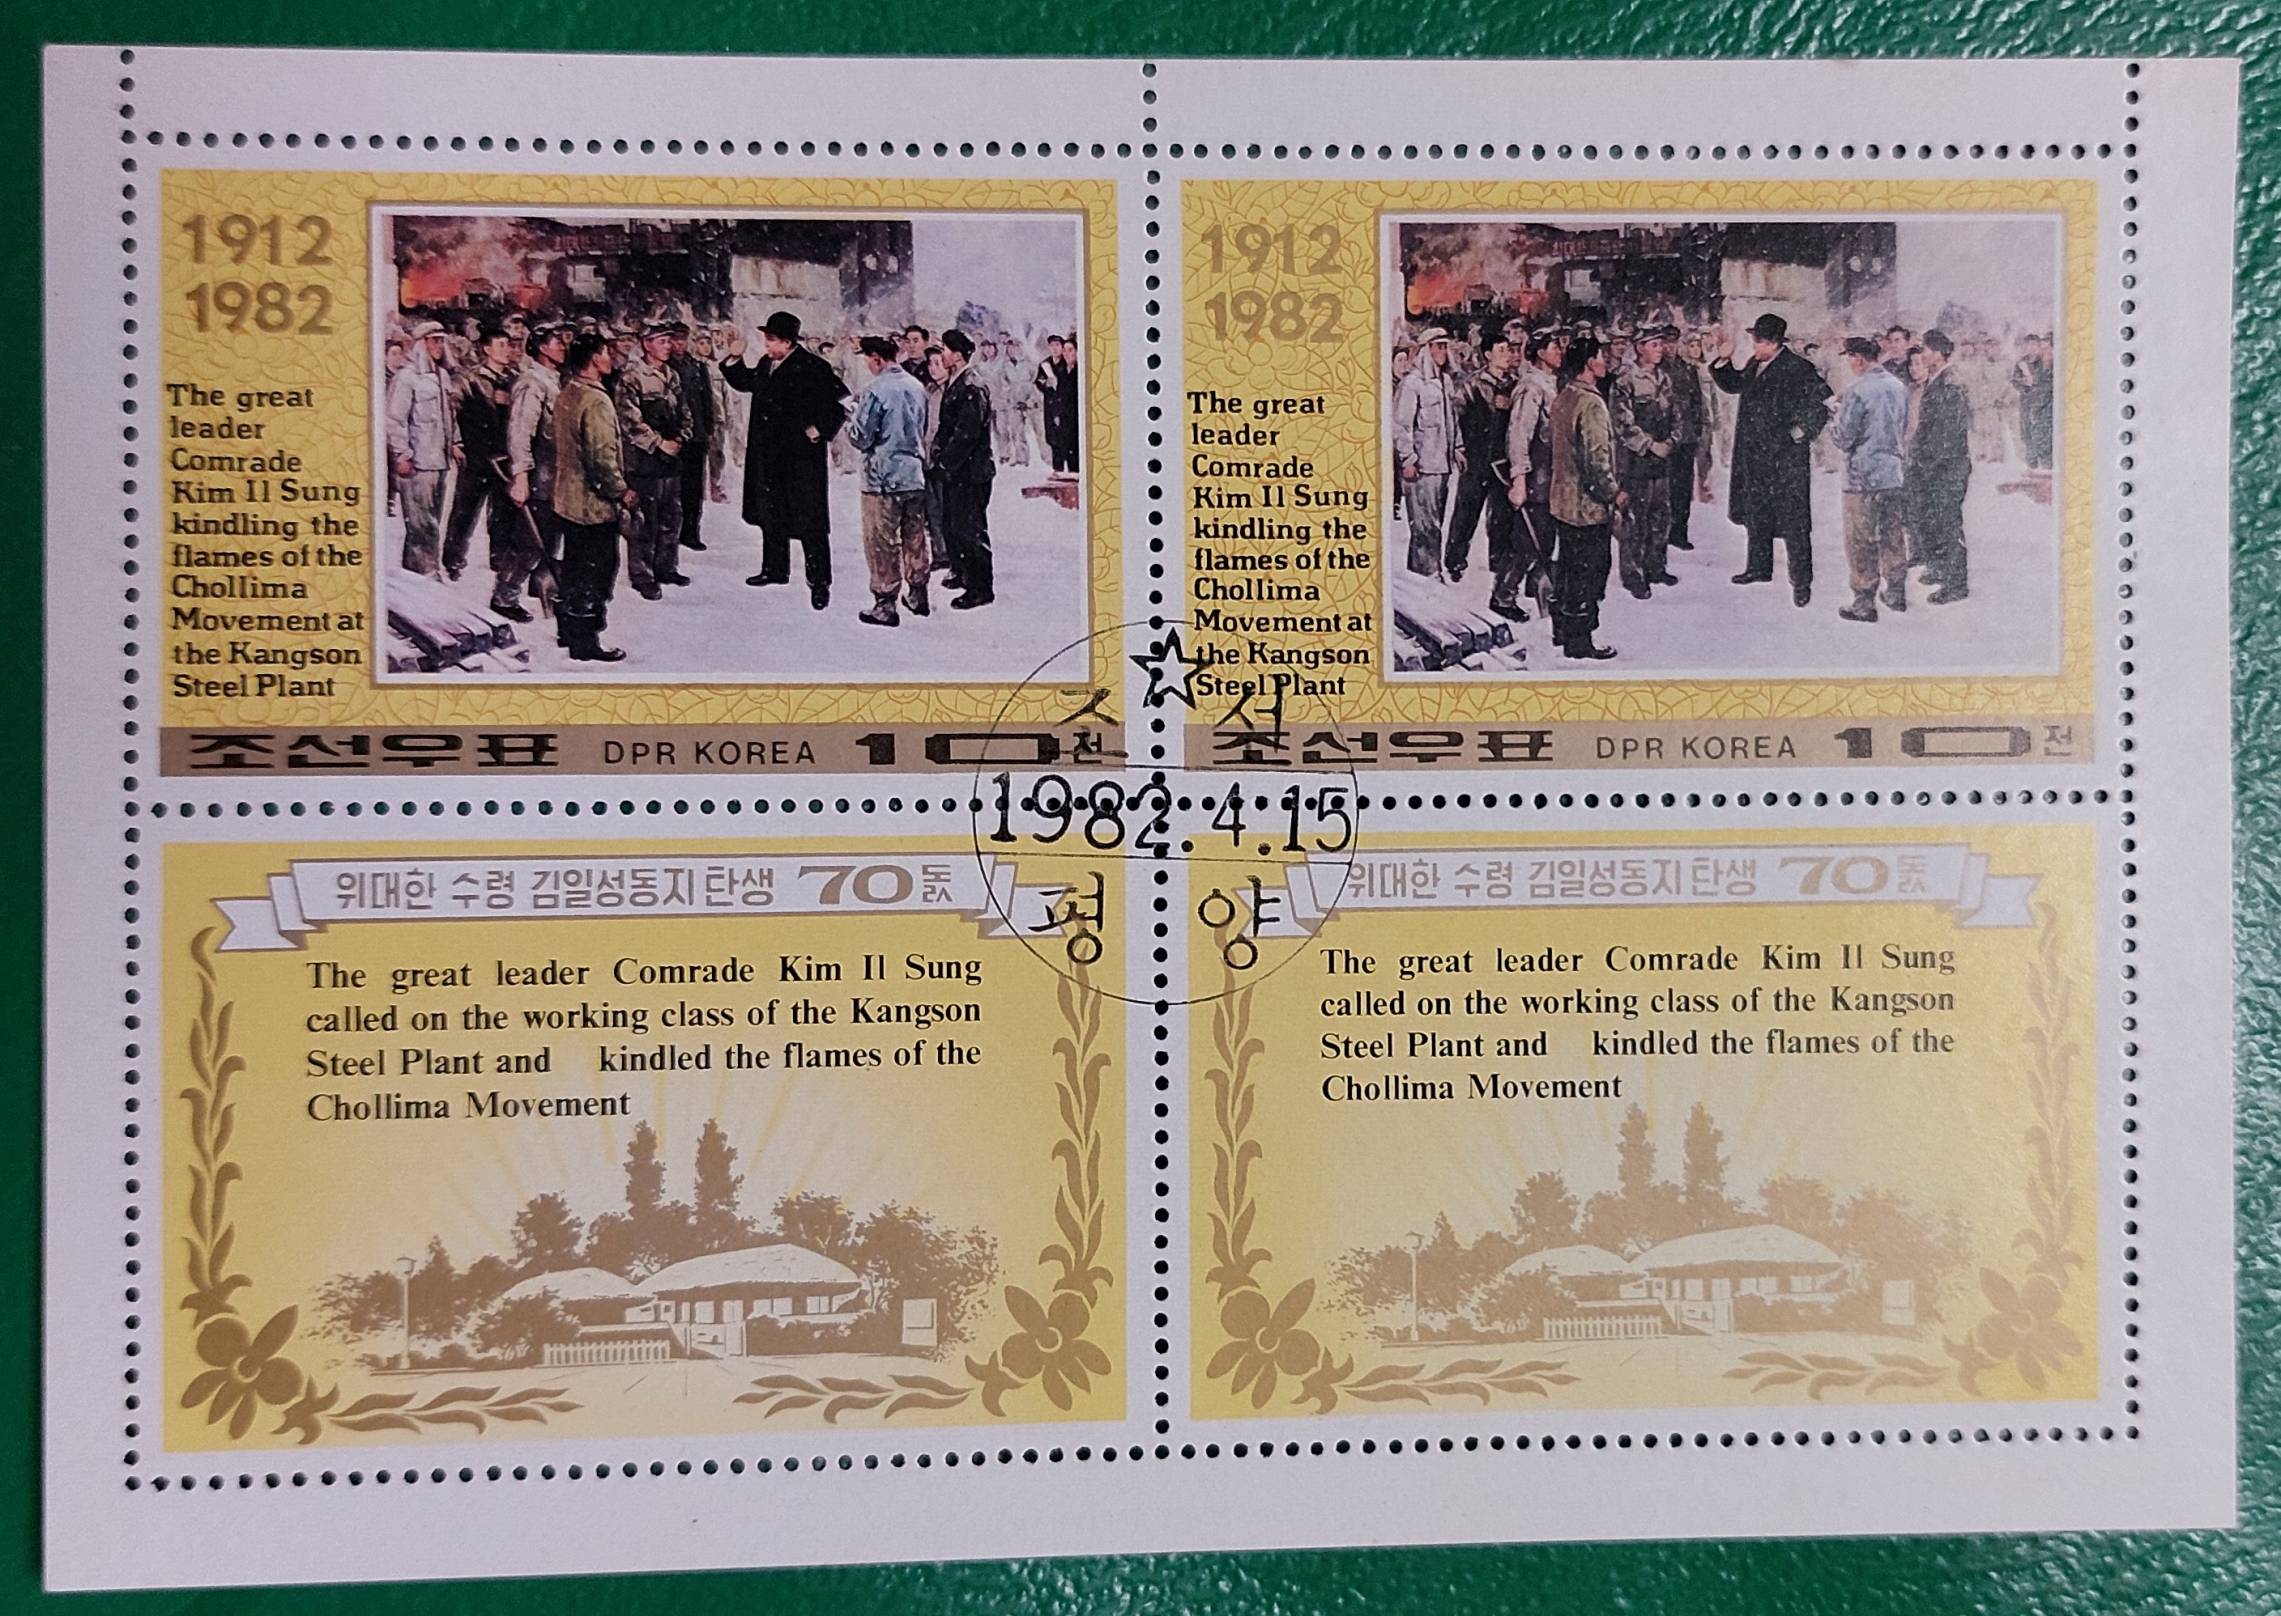 1912
1982
The great
leader
Comrade
Kim Il Sung
kindling the
flames of the
Chollima
Movement at
the Kangson
Steel Plant
조선우표 DPR KOREA 10 전
1912
1982
The great
leader
Comrade
Kim Il Sung
kindling the
flames of the
Chollima
Movement at
the Kangson
Steel Plant
조선우표 DPR KOREA 10 전
조선
1982.4.15
평양
위대한 수령 김일성동지 탄생 70돐
The great leader Comrade Kim Il Sung
called on the working class of the Kangson
Steel Plant and kindled the flames of the
Chollima Movement
위대한 수령 김일성동지 탄생 70돐
The great leader Comrade Kim Il Sung
called on the working class of the Kangson
Steel Plant and kindled the flames of the
Chollima Movement